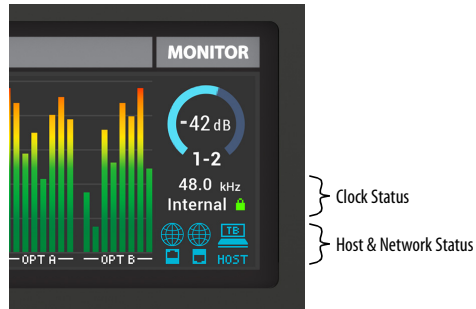 MONITOR
-42 dB
1-2
48.0 kHz
Internal
Clock Status
TB
Host & Network Status
OPT A OPT B HOST